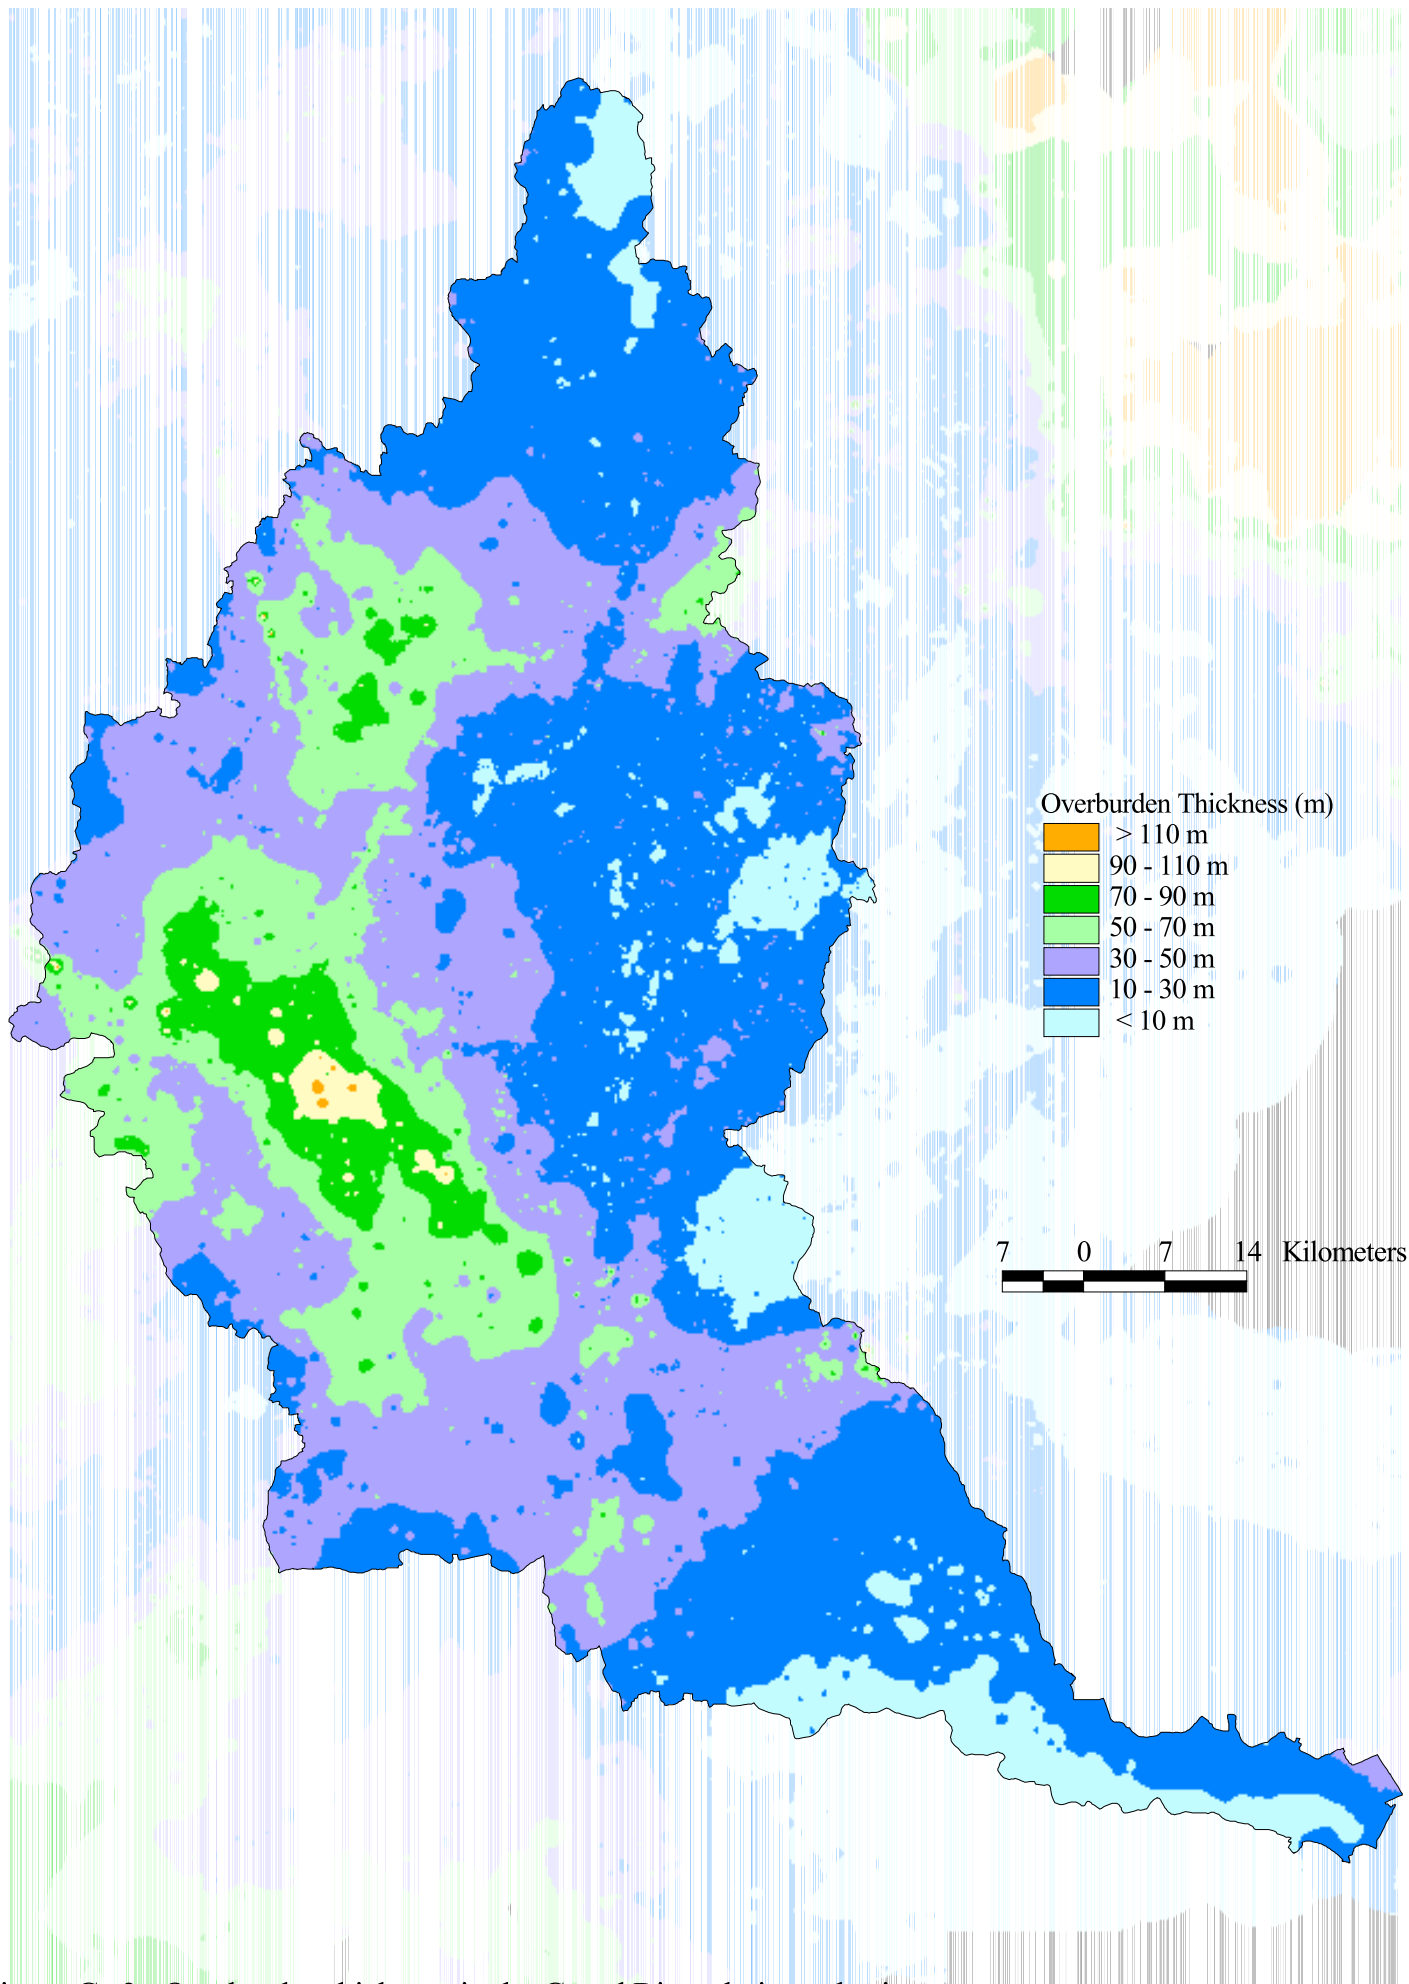 Overburden Thickness (m)
> 110 m
90 - 110 m
70 - 90 m
50 - 70 m
30 - 50 m
10 - 30 m
< 10 m
7 0 7 14 Kilometers